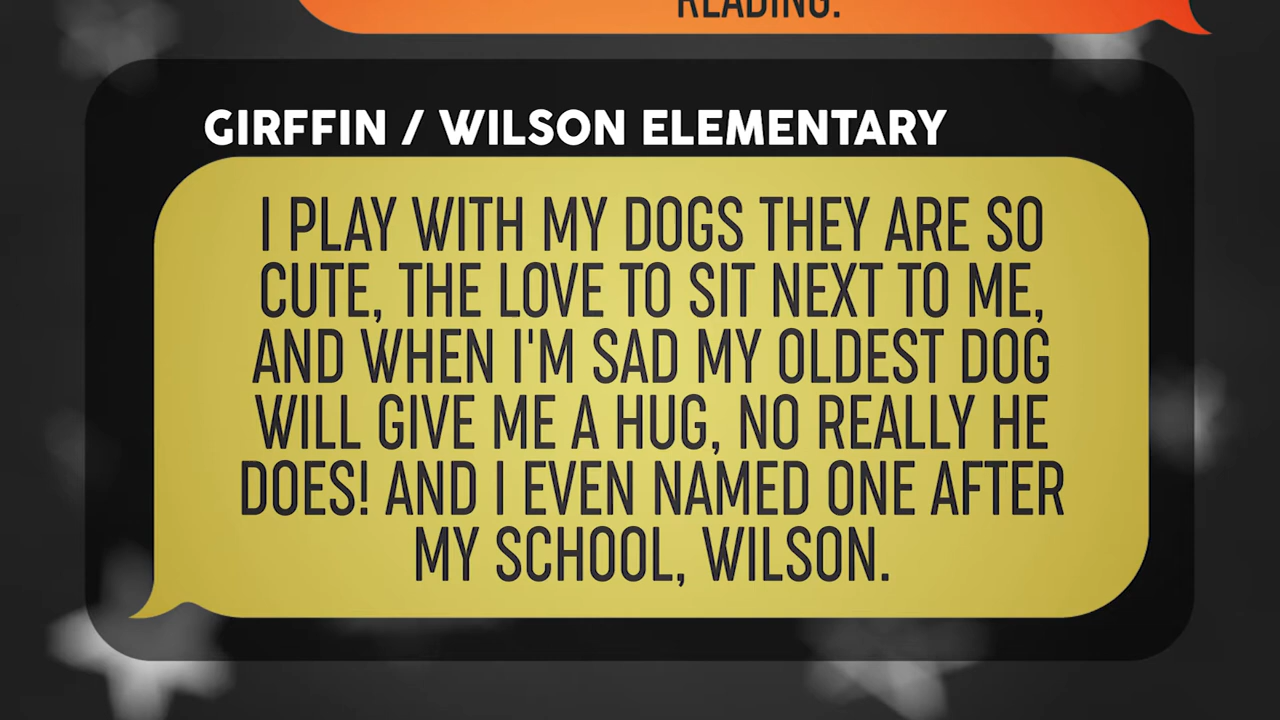 READING.
GIRFFIN / WILSON ELEMENTARY
I PLAY WITH MY DOGS THEY ARE SO
CUTE, THE LOVE TO SIT NEXT TO ME,
AND WHEN I'M SAD MY OLDEST DOG
WILL GIVE ME A HUG, NO REALLY HE
DOES! AND I EVEN NAMED ONE AFTER
MY SCHOOL, WILSON.